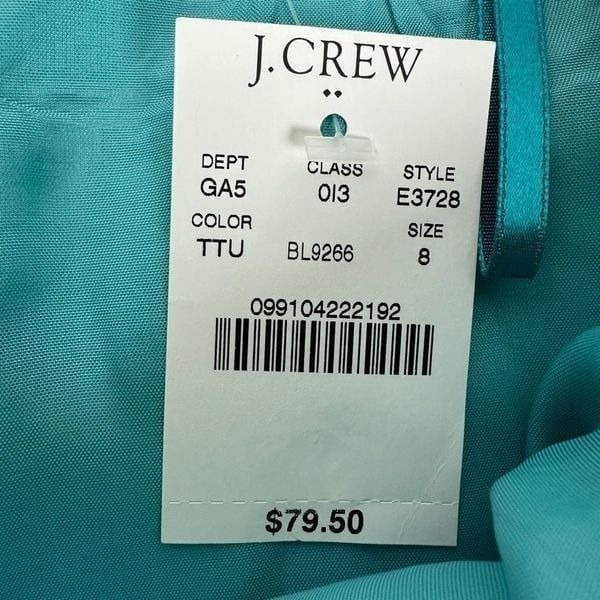 J.CREW
DEPT CLASS STYLE
GA5 013 E3728
COLOR SIZE
TTU BL9266 8
099104222192
$79.50